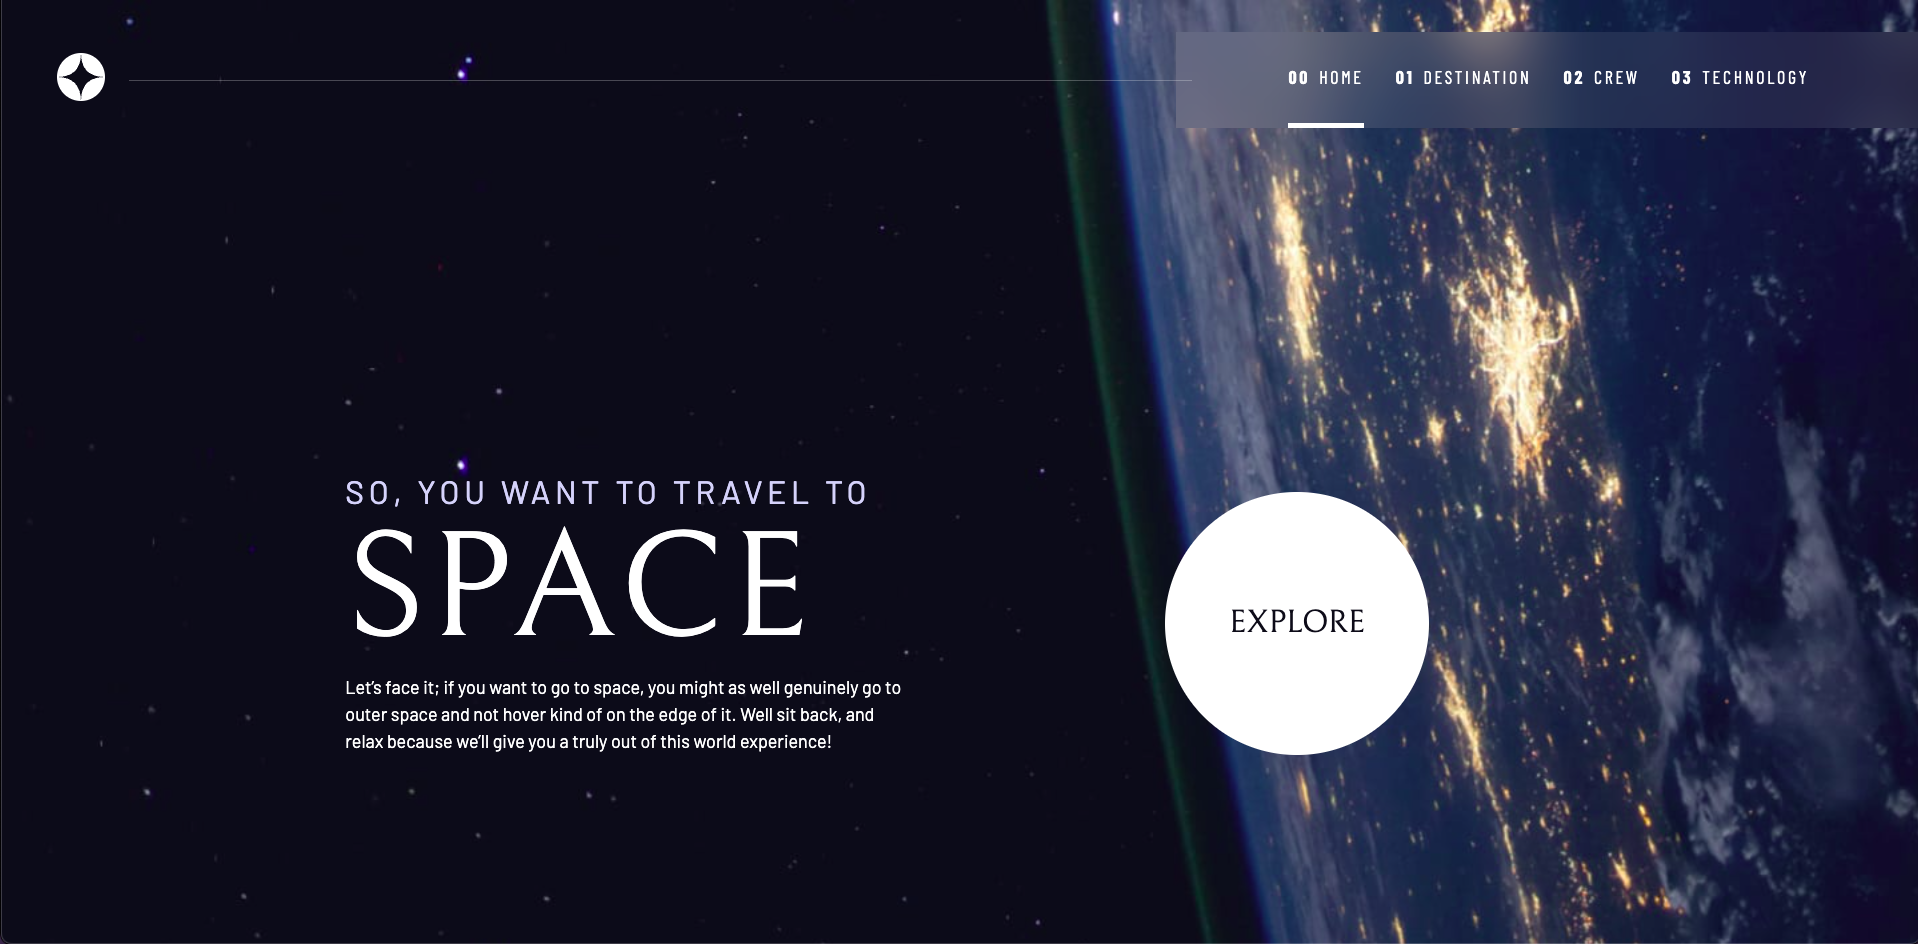 00 HOME 01 DESTINATION 02 CREW 03 TECHNOLOGY
SO, YOU WANT TO TRAVEL TO
SPACE
Let’s face it; if you want to go to space, you might as well genuinely go to
outer space and not hover kind of on the edge of it. Well sit back, and
relax because we’ll give you a truly out of this world experience!
EXPLORE